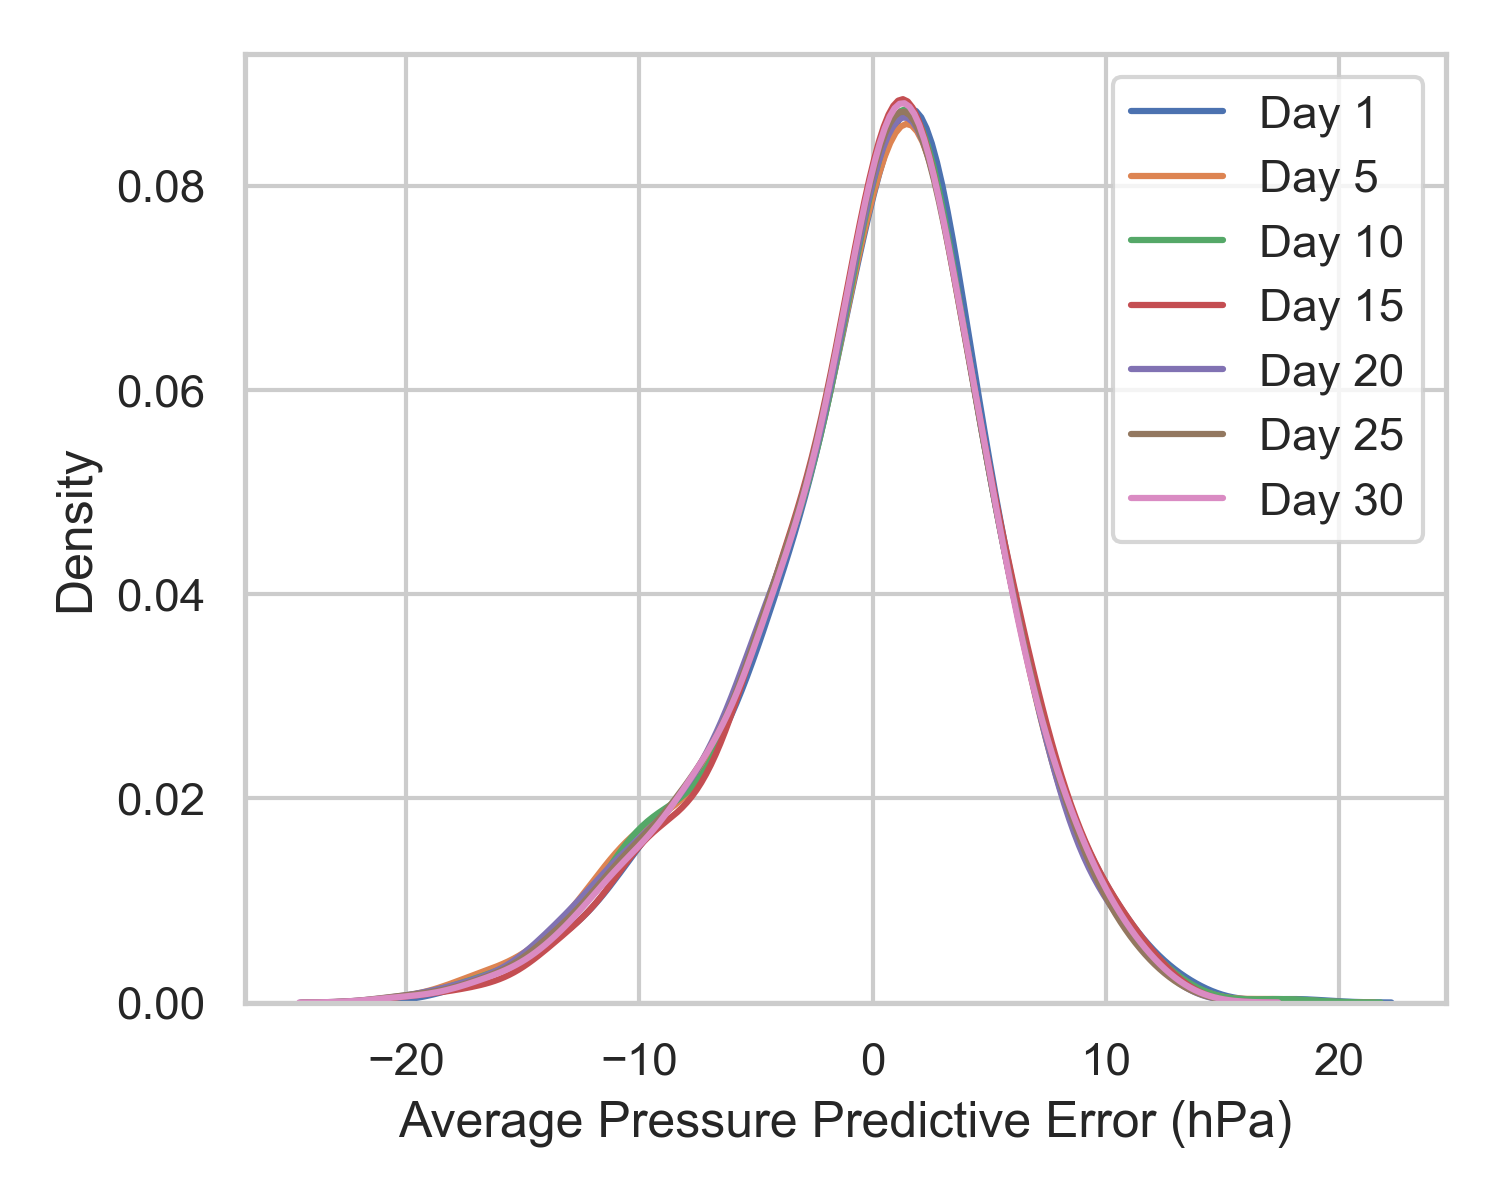 Day 1
Day 5
Day 10
Day 15
Day 20
Day 25
Day 30
0.08
0.06
0.04
0.02
0.00
Density
−20 −10 0 10 20
Average Pressure Predictive Error (hPa)